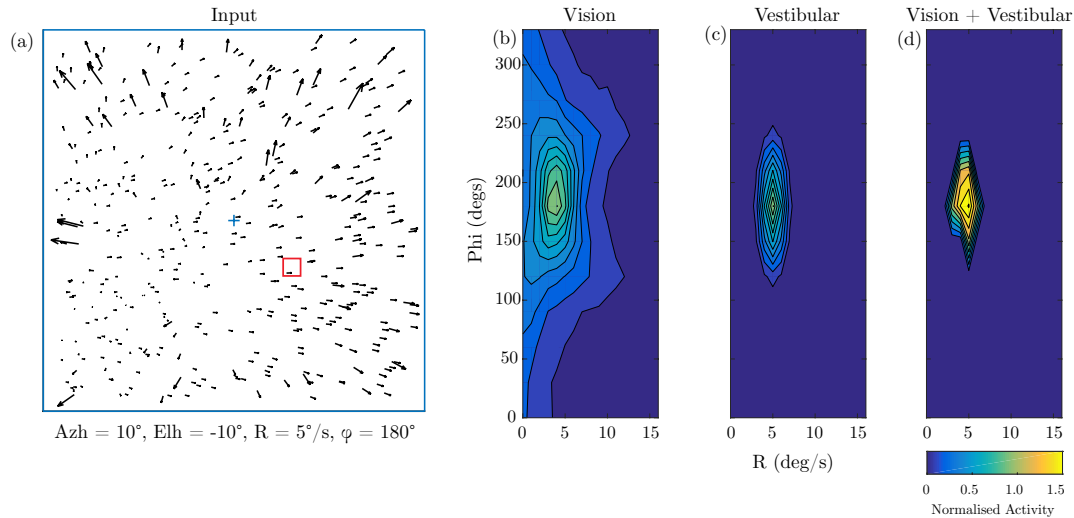 Input
Vision
Vestibular
Vision + Vestibular
(a)
(b)
(c)
(d)
300
250
200
150
100
50
0
Phi (degs)
0 5 10 15
0 5 10 15
0 5 10 15
R (deg/s)
Azh = 10°, Elh = -10°, R = 5°/s, φ = 180°
0 0.5 1.0 1.5
Normalised Activity